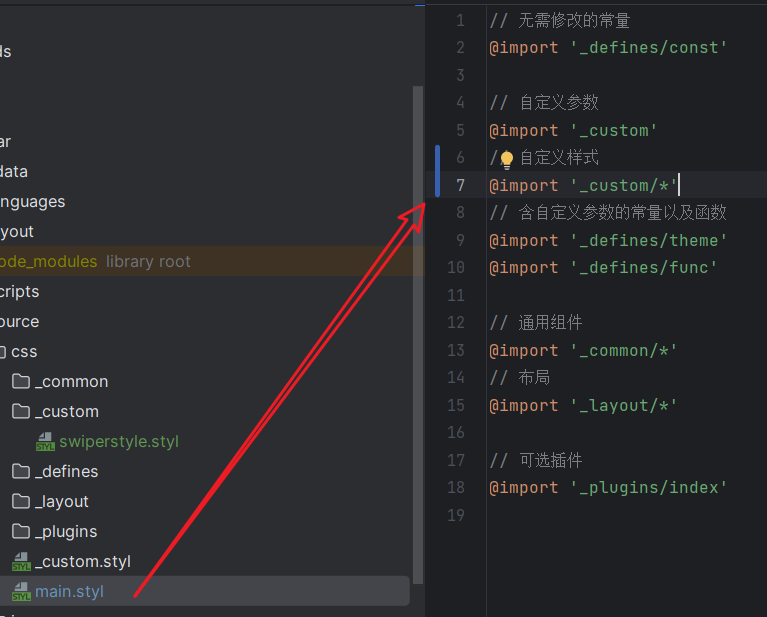 ds
ar
data
nguages
yout
ode_modules library root
cripts
ource
css
_common
_custom
STYL swiperstyle.styl
_defines
_layout
_plugins
STYL _custom.styl
STYL main.styl
1 // 无需修改的常量
2 @import '_defines/const'
3
4 // 自定义参数
5 @import '_custom'
6 // 自定义样式
7 @import '_custom/*'
8 // 含自定义参数的常量以及函数
9 @import '_defines/theme'
10 @import '_defines/func'
11
12 // 通用组件
13 @import '_common/*'
14 // 布局
15 @import '_layout/*'
16
17 // 可选插件
18 @import '_plugins/index'
19